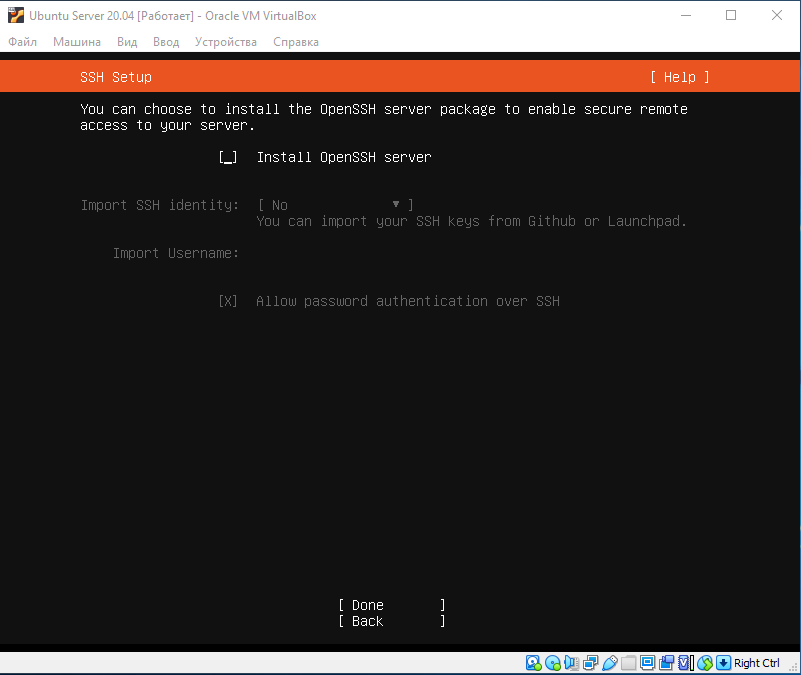 Ubuntu Server 20.04 [Работает] - Oracle VM VirtualBox
Файл Машина Вид Ввод Устройства Справка
SSH Setup [ Help ]
You can choose to install the OpenSSH server package to enable secure remote
access to your server.
[_] Install OpenSSH server
Import SSH identity: [ No ▼ ]
You can import your SSH keys from Github or Launchpad.
Import Username:
[X] Allow password authentication over SSH
[ Done ]
[ Back ]
Right Ctrl